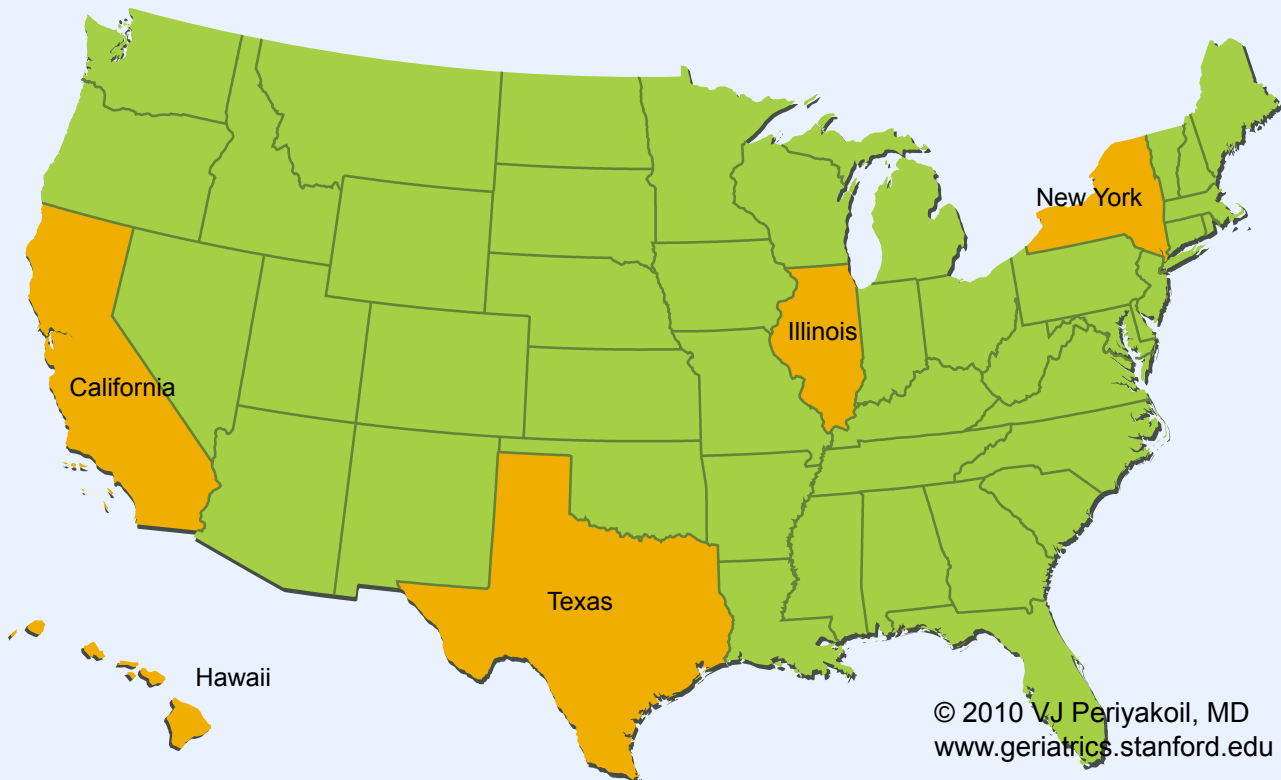 New York
Illinois
California
Texas
Hawaii
© 2010 VJ Periyakoil, MD
www.geriatrics.stanford.edu